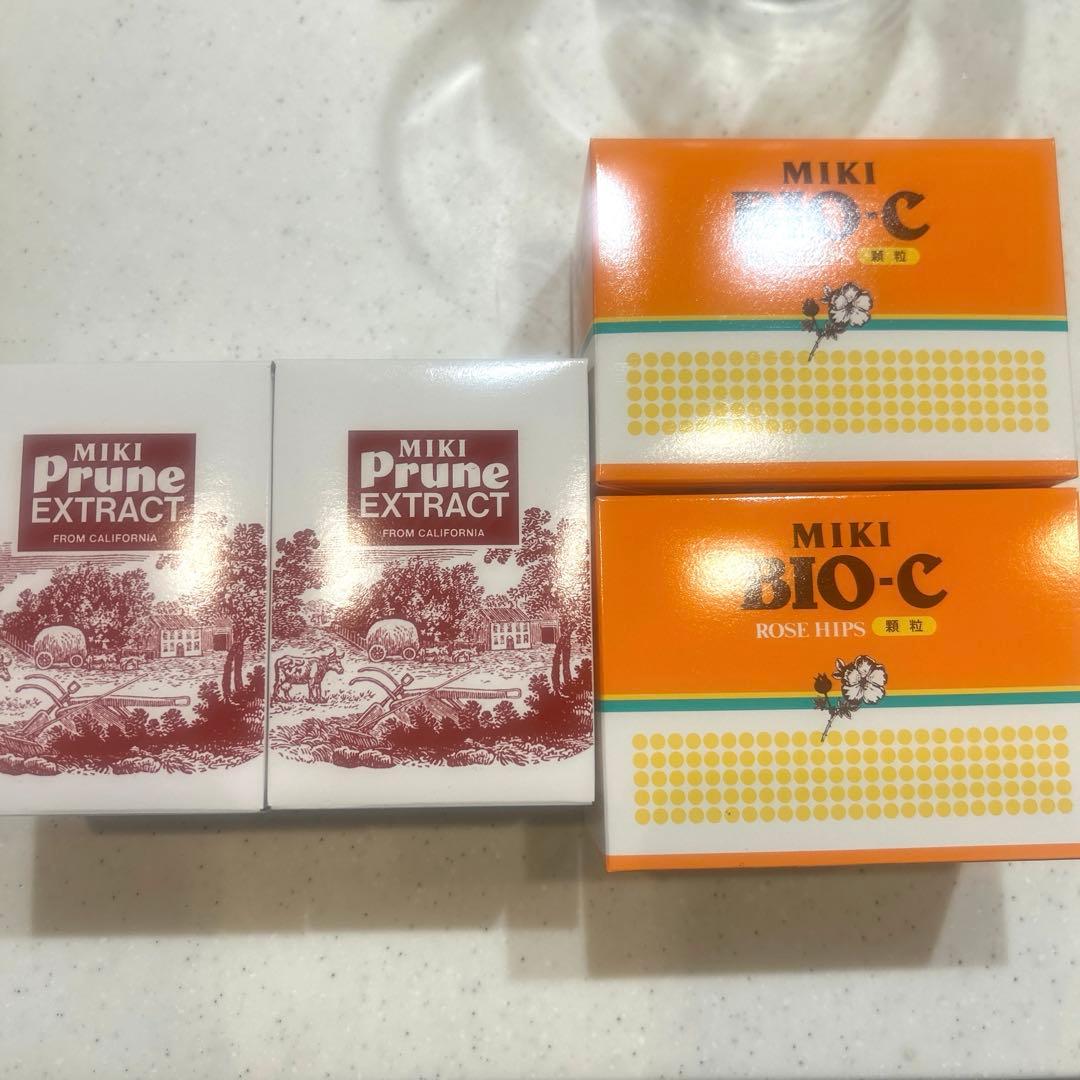 MIKI
Prune
EXTRACT
FROM CALIFORNIA
MIKI
Prune
EXTRACT
FROM CALIFORNIA
MIKI
BIO-C
顆粒
MIKI
BIO-C
ROSE HIPS 顆粒